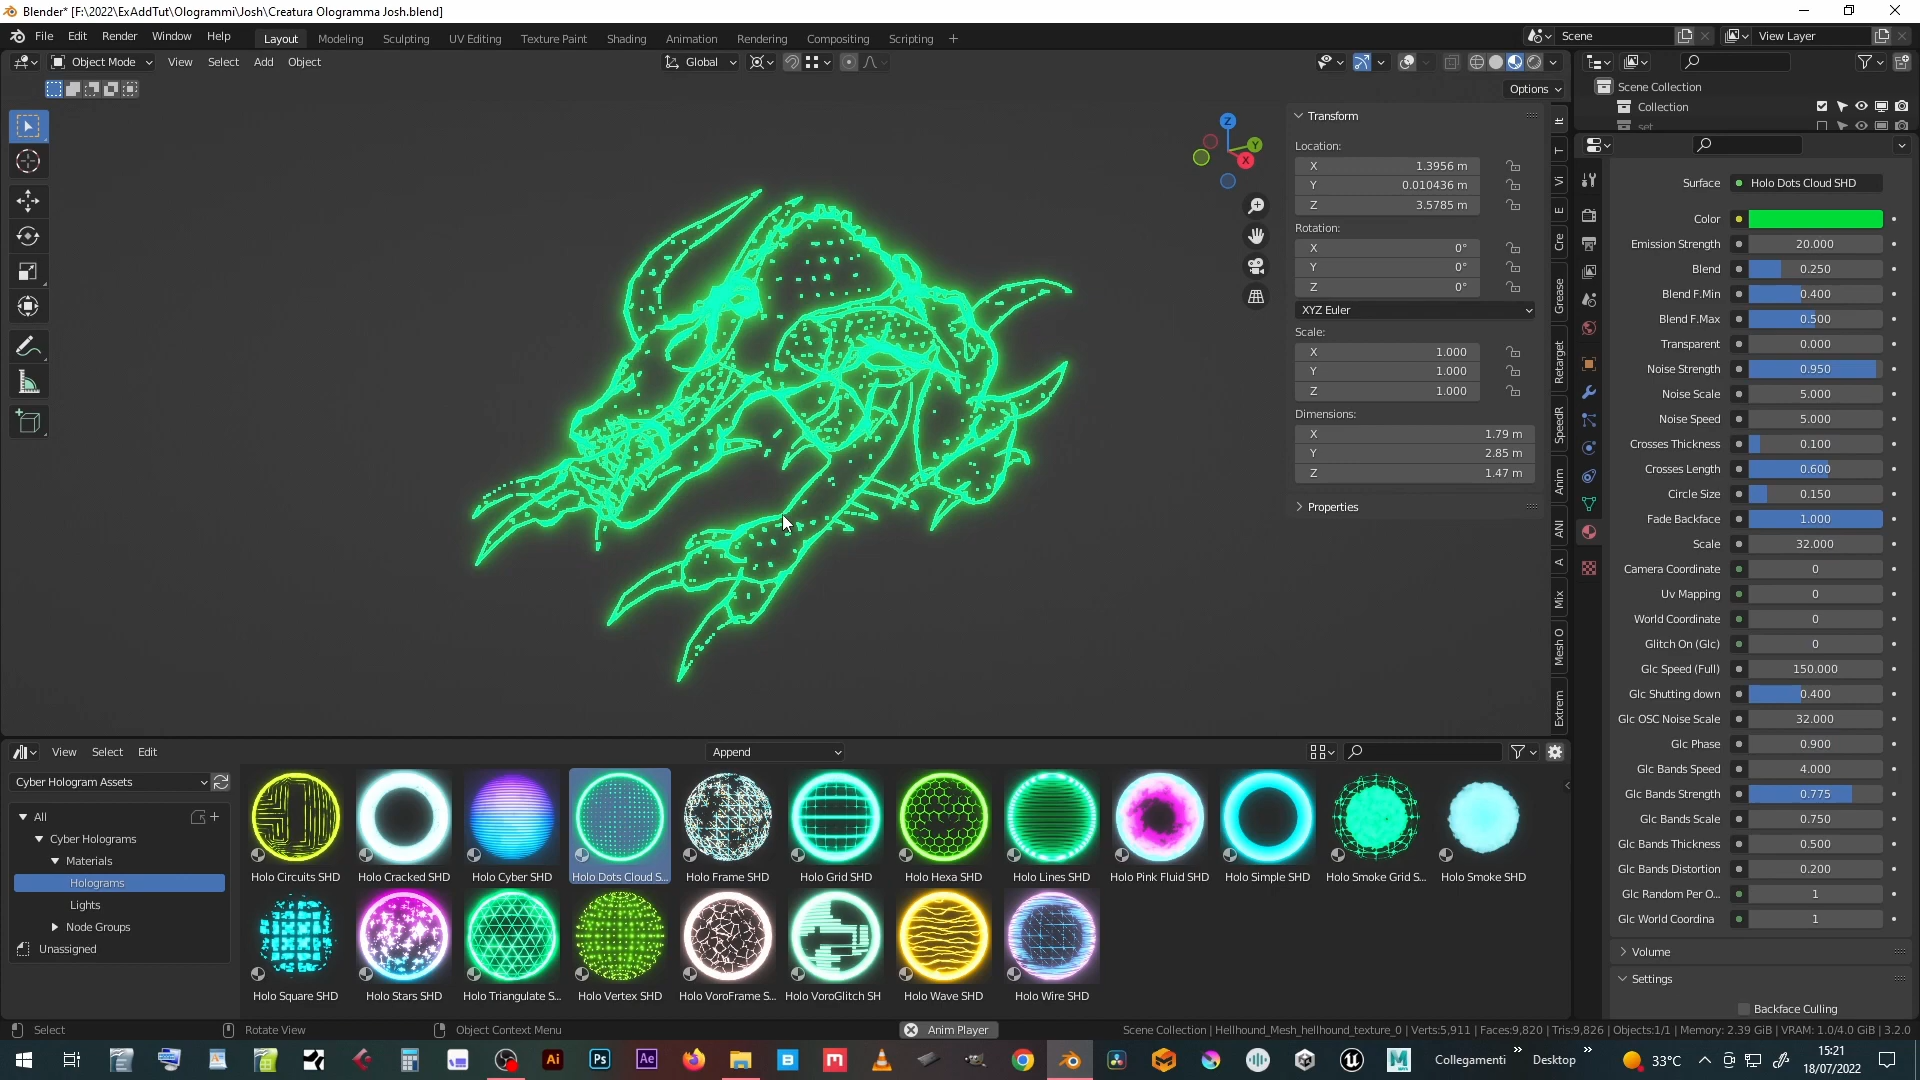 Blender* [F:\2022\ExAddTut\Ologrammi\Josh\Creatura Ologramma Josh.blend]
File Edit Render Window Help Layout Modeling Sculpting UV Editing Texture Paint Shading Animation Rendering Compositing Scripting + Scene View Layer
Object Mode View Select Add Object Global
Options
Scene Collection
Collection
set
Z
Y
X
Transform
Location:
X 1.3956 m
Y 0.010436 m
Z 3.5785 m
Rotation:
X 0°
Y 0°
Z 0°
XYZ Euler
Scale:
X 1.000
Y 1.000
Z 1.000
Dimensions:
X 1.79 m
Y 2.85 m
Z 1.47 m
Properties
It
T
Vi
E
Cre
Grease
Retarget
SpeedR
Anim
ANI
A
Mix
Mesh O
Extrem
Surface Holo Dots Cloud SHD
Color
Emission Strength 20.000
Blend 0.250
Blend F.Min 0.400
Blend F.Max 0.500
Transparent 0.000
Noise Strength 0.950
Noise Scale 5.000
Noise Speed 5.000
Crosses Thickness 0.100
Crosses Length 0.600
Circle Size 0.150
Fade Backface 1.000
Scale 32.000
Camera Coordinate 0
Uv Mapping 0
World Coordinate 0
Glitch On (Glc) 0
Glc Speed (Full) 150.000
Glc Shutting down 0.400
Glc OSC Noise Scale 32.000
Glc Phase 0.900
Glc Bands Speed 4.000
Glc Bands Strength 0.775
Glc Bands Scale 0.750
Glc Bands Thickness 0.500
Glc Bands Distortion 0.200
Glc Random Per O... 1
Glc World Coordina 1
Volume
Settings
Backface Culling
View Select Edit Append
Cyber Hologram Assets
All
Cyber Holograms
Materials
Holograms
Lights
Node Groups
Unassigned
Holo Circuits SHD Holo Cracked SHD Holo Cyber SHD Holo Dots Cloud S... Holo Frame SHD Holo Grid SHD Holo Hexa SHD Holo Lines SHD Holo Pink Fluid SHD Holo Simple SHD Holo Smoke Grid S... Holo Smoke SHD
Holo Square SHD Holo Stars SHD Holo Triangulate S... Holo Vertex SHD Holo VoroFrame S... Holo VoroGlitch SH Holo Wave SHD Holo Wire SHD
Select Rotate View Object Context Menu Anim Player Scene Collection | Hellhound_Mesh_hellhound_texture_0 | Verts:5,911 | Faces:9,820 | Tris:9,826 | Objects:1/1 | Memory: 2.39 GiB | VRAM: 1.0/4.0 GiB | 3.2.0
Ai Ps Ae B M Collegamenti » Desktop » 33°C 15:21
18/07/2022